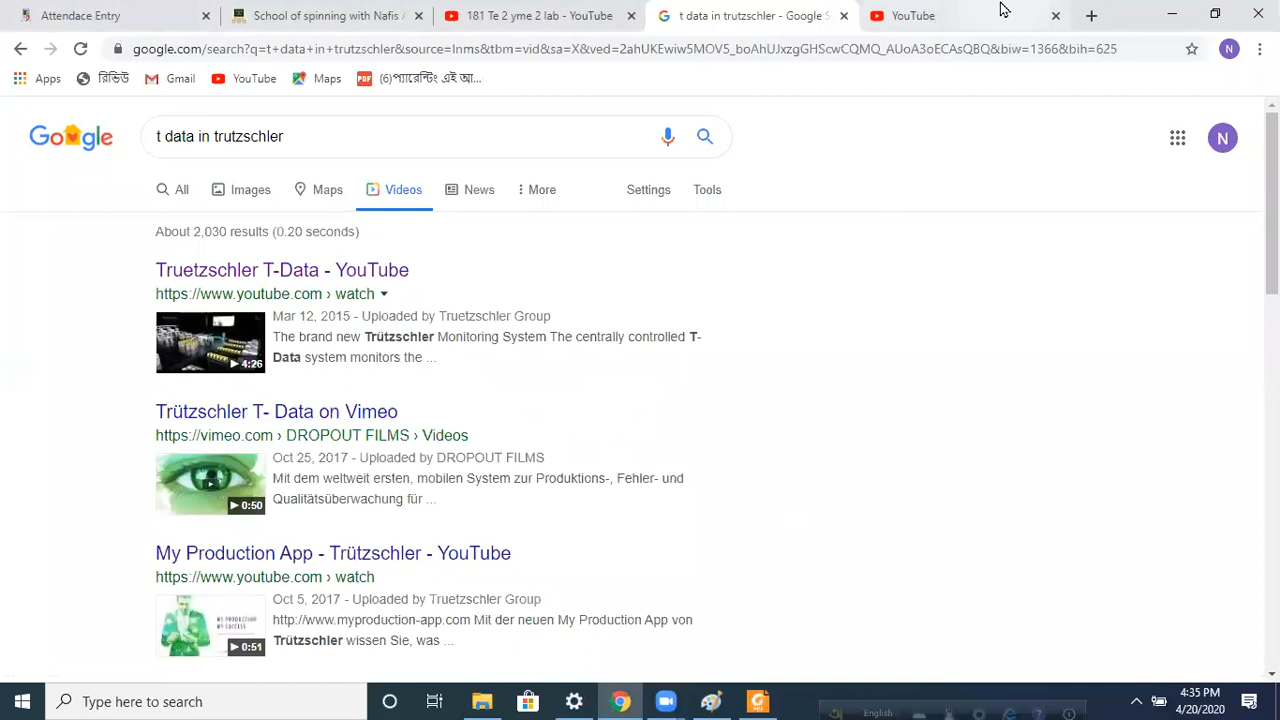 Attendace Entry
School of spinning with Nafiz
181 Te 2 yme 2 lab - YouTube
t data in trutzschler - Google S
YouTube
google.com/search?q=t+data+in+trutzschler&source=lnms&tbm=vid&sa=X&ved=2ahUKEwiw5MOV5_boAhUJxzgGHScwCQMQ_AUoA3oECAsQBQ&biw=1366&bih=625
N
Apps
রিভিউ
Gmail
YouTube
Maps
PDF
(6)প্যারেন্টিং এই আ...
Google
t data in trutzschler
N
All
Images
Maps
Videos
News
More
Settings
Tools
About 2,030 results (0.20 seconds)
Truetzschler T-Data - YouTube
https://www.youtube.com › watch
4:26
Mar 12, 2015 - Uploaded by Truetzschler Group
The brand new Trützschler Monitoring System The centrally controlled T-
Data system monitors the ...
Trützschler T- Data on Vimeo
https://vimeo.com › DROPOUT FILMS › Videos
0:50
Oct 25, 2017 - Uploaded by DROPOUT FILMS
Mit dem weltweit ersten, mobilen System zur Produktions-, Fehler- und
Qualitätsüberwachung für ...
My Production App - Trützschler - YouTube
https://www.youtube.com › watch
MY PRODUCTION
MY SUCCESS
0:51
Oct 5, 2017 - Uploaded by Truetzschler Group
http://www.myproduction-app.com Mit der neuen My Production App von
Trützschler wissen Sie, was ...
Type here to search
English
4:35 PM
4/20/2020